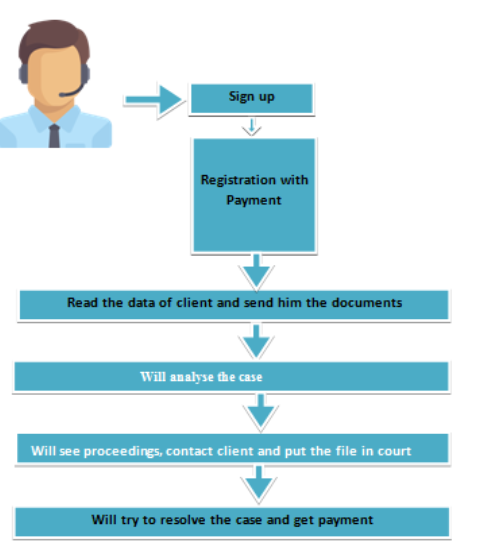 Sign up
Registration with
Payment
Read the data of client and send him the documents
Will analyse the case
Will see proceedings, contact client and put the file in court
Will try to resolve the case and get payment